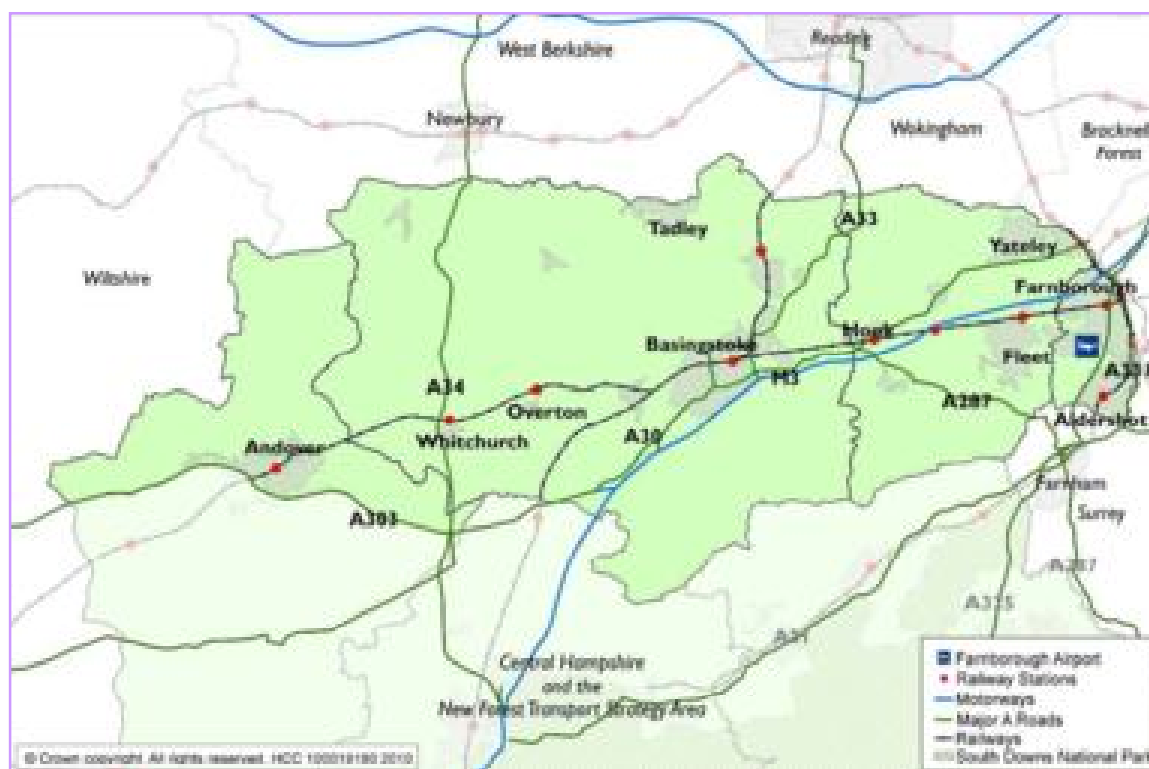 West Berkshire
Reading
Newbury
Wokingham
Bracknell
Forest
Tadley
A33
Yateley
Wiltshire
Farnborough
Hook
Basingstoke
Fleet
M3
A34
A287
Overton
A30
Aldershot
Whitchurch
Andover
Farnham
A303
Surrey
A287
A325
A31
Central Hampshire
and the
New Forest Transport Strategy Area
Farnborough Airport
Railway Stations
Motorways
Major A Roads
Railways
South Downs National Park
© Crown copyright. All rights reserved. HCC 100019180 2010